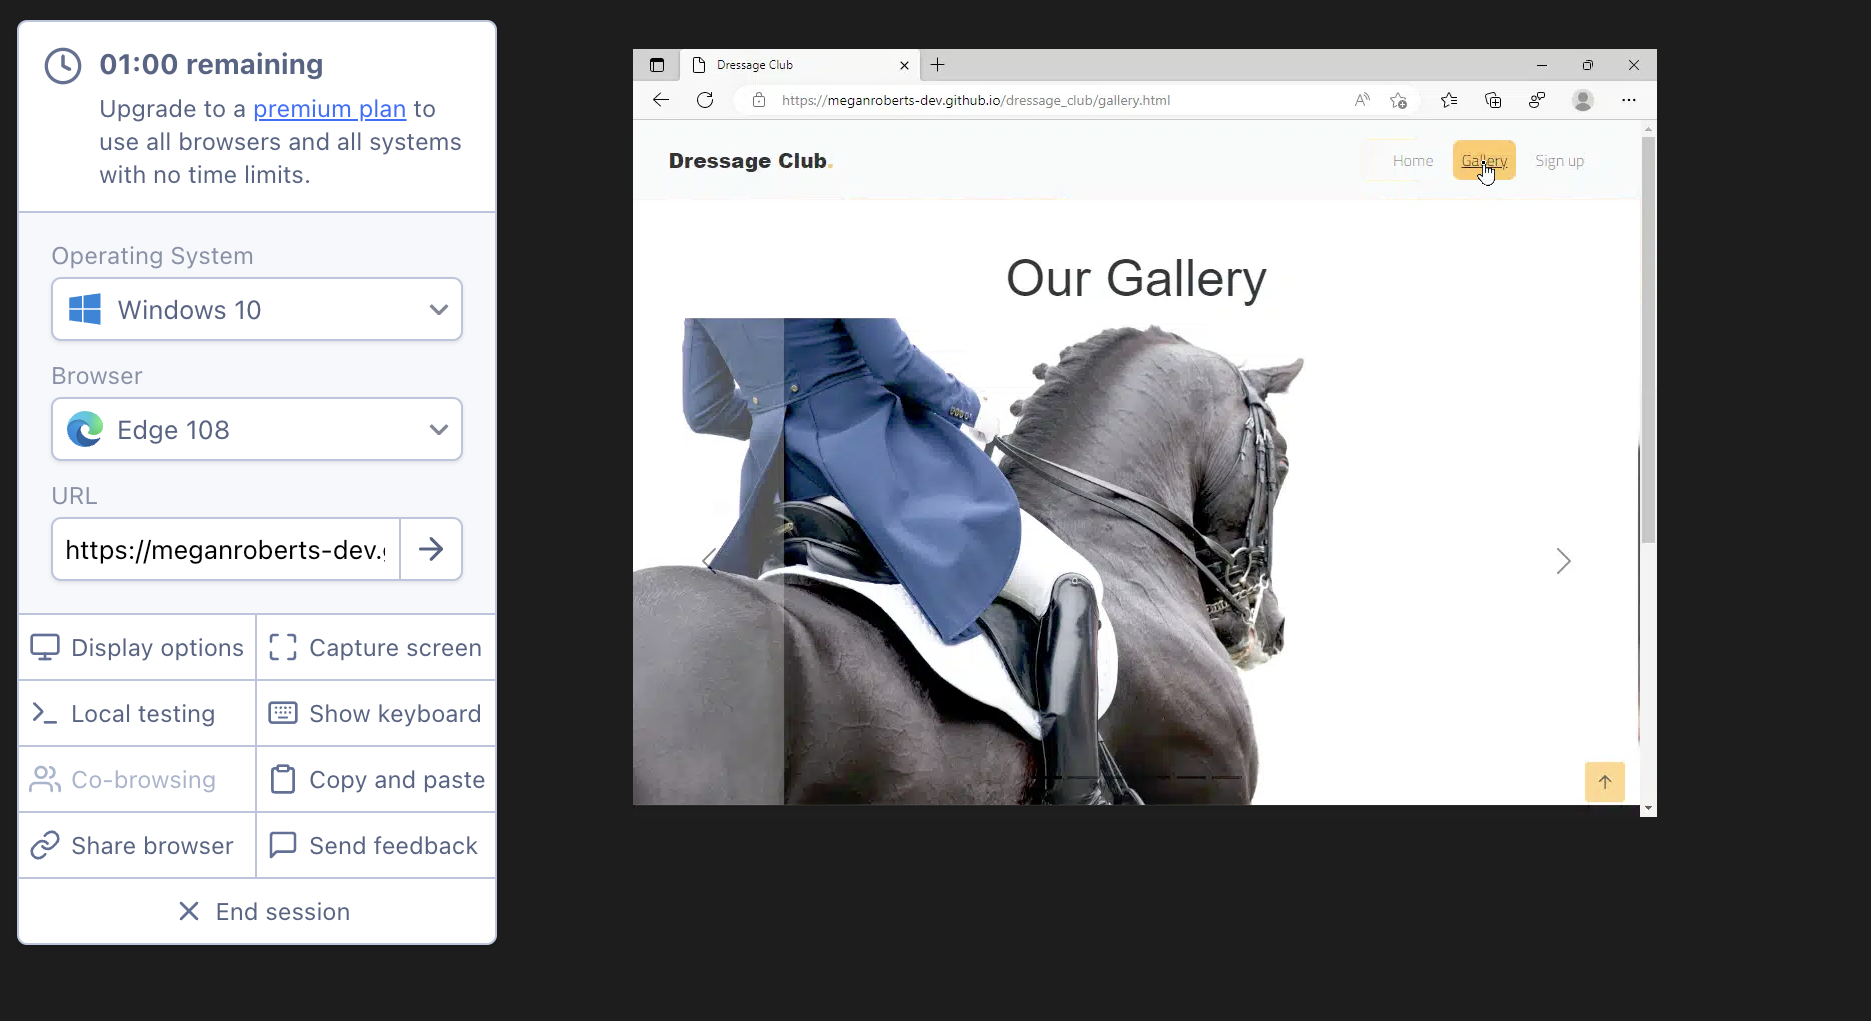 01:00 remaining
Upgrade to a premium plan to
use all browsers and all systems
with no time limits.
Operating System
Windows 10
Browser
Edge 108
URL
https://meganroberts-dev.
Display options
Capture screen
Local testing
Show keyboard
Co-browsing
Copy and paste
Share browser
Send feedback
End session
Dressage Club
https://meganroberts-dev.github.io/dressage_club/gallery.html
Dressage Club.
Home
Gallery
Sign up
Our Gallery